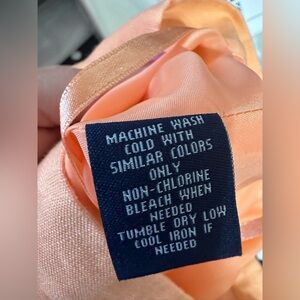 MACHINE WASH
COLD WITH
SIMILAR COLORS
ONLY
NON-CHLORINE
BLEACH WHEN
NEEDED
TUMBLE DRY LOW
COOL IRON IF
NEEDED